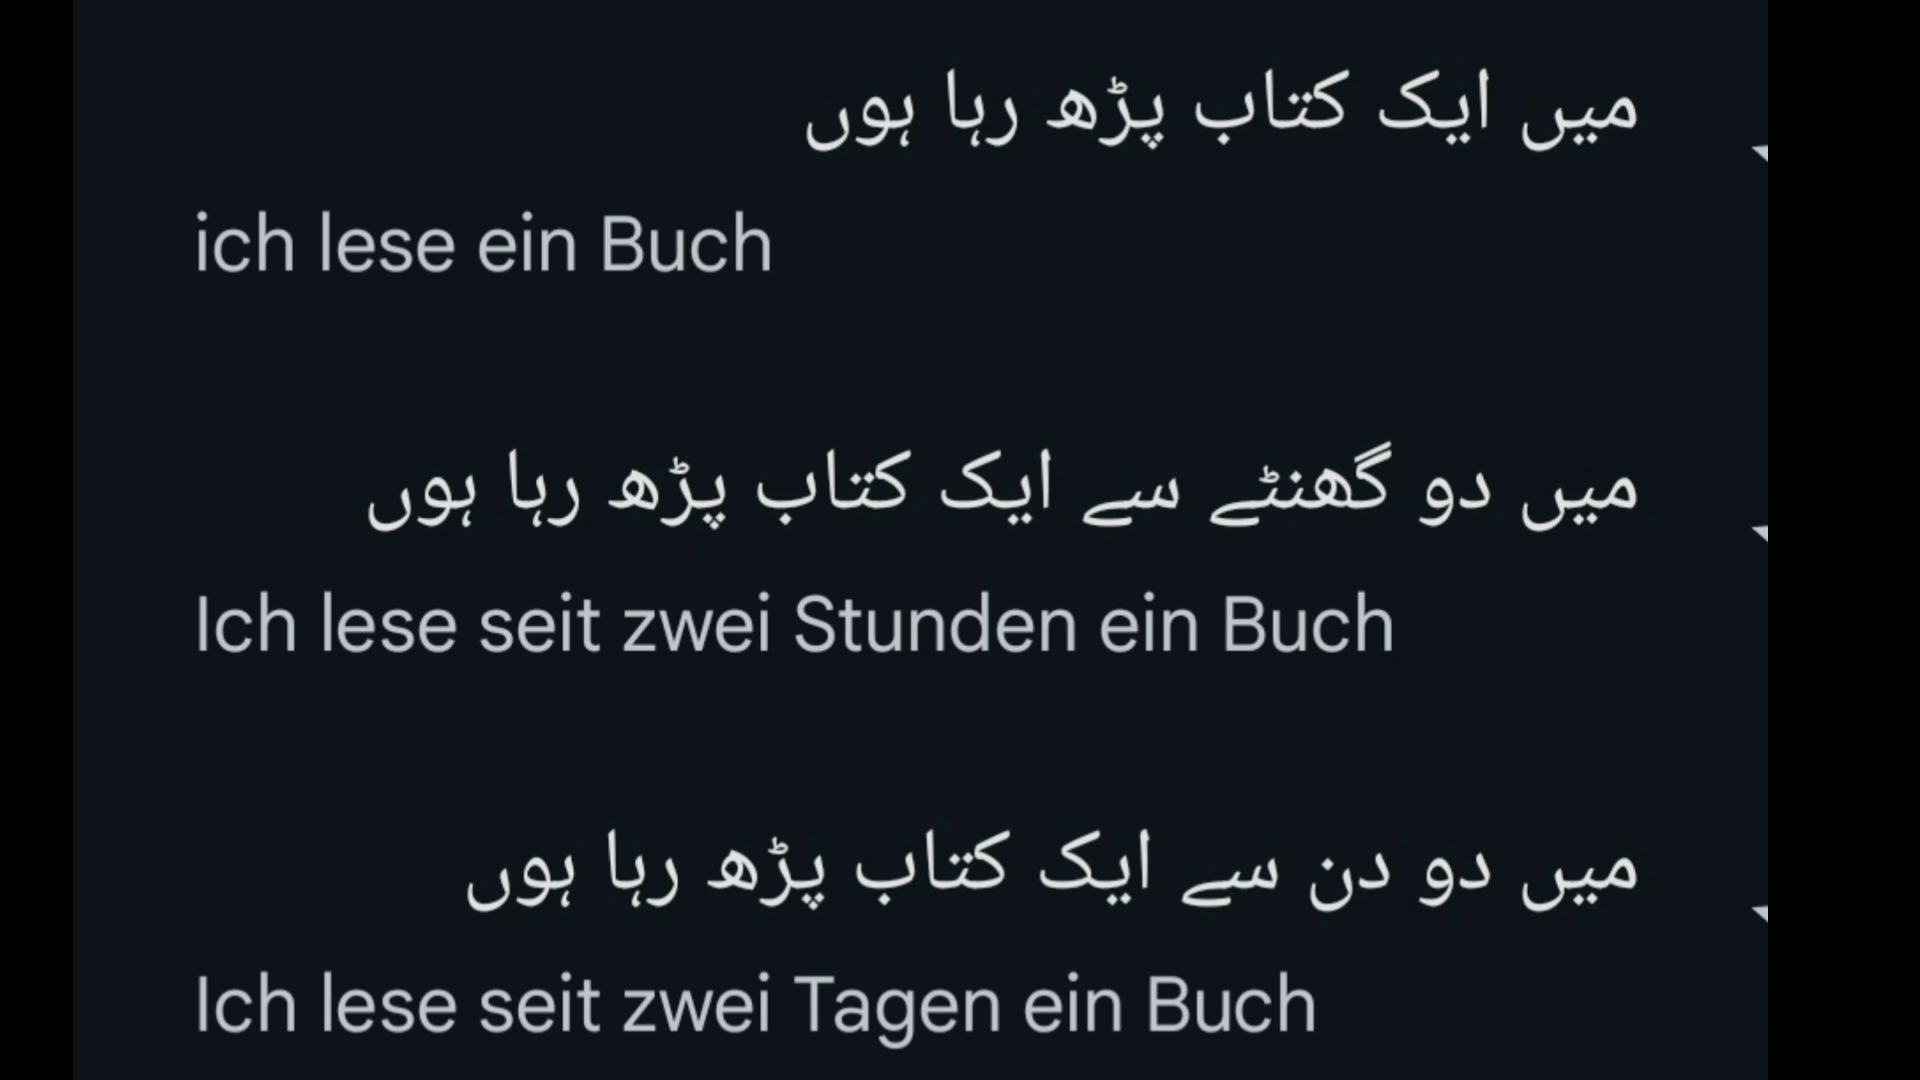 میں ایک کتاب پڑھ رہا ہوں
ich lese ein Buch
میں دو گھنٹے سے ایک کتاب پڑھ رہا ہوں
Ich lese seit zwei Stunden ein Buch
میں دو دن سے ایک کتاب پڑھ رہا ہوں
Ich lese seit zwei Tagen ein Buch